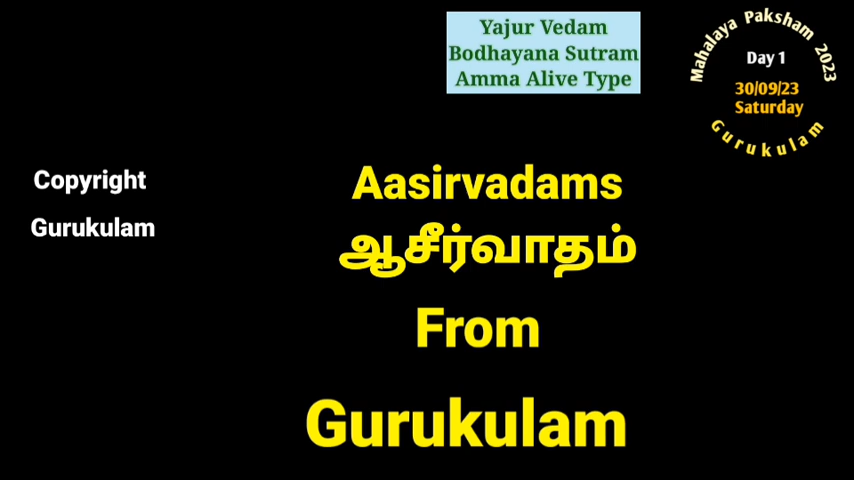 Yajur Vedam
Bodhayana Sutram
Amma Alive Type
Mahalaya Paksham 2023
Day 1
30/09/23
Saturday
Gurukulam
Copyright
Gurukulam
Aasirvadams
ஆசீர்வாதம்
From
Gurukulam